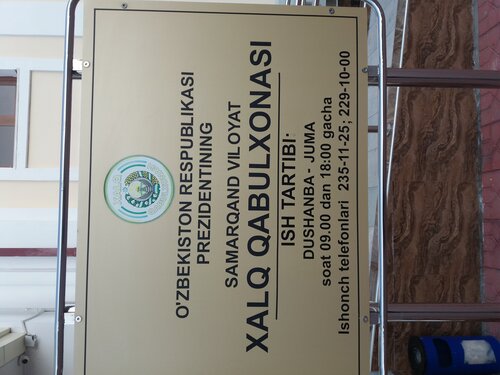 O'ZBEKISTON RESPUBLIKASI
PREZIDENTINING
SAMARQAND VILOYAT
XALQ QABULXONASI
ISH TARTIBI:
DUSHANBA - JUMA
soat 09.00 dan 18:00 gacha
Ishonch telefonlari 235-11-25; 229-10-00